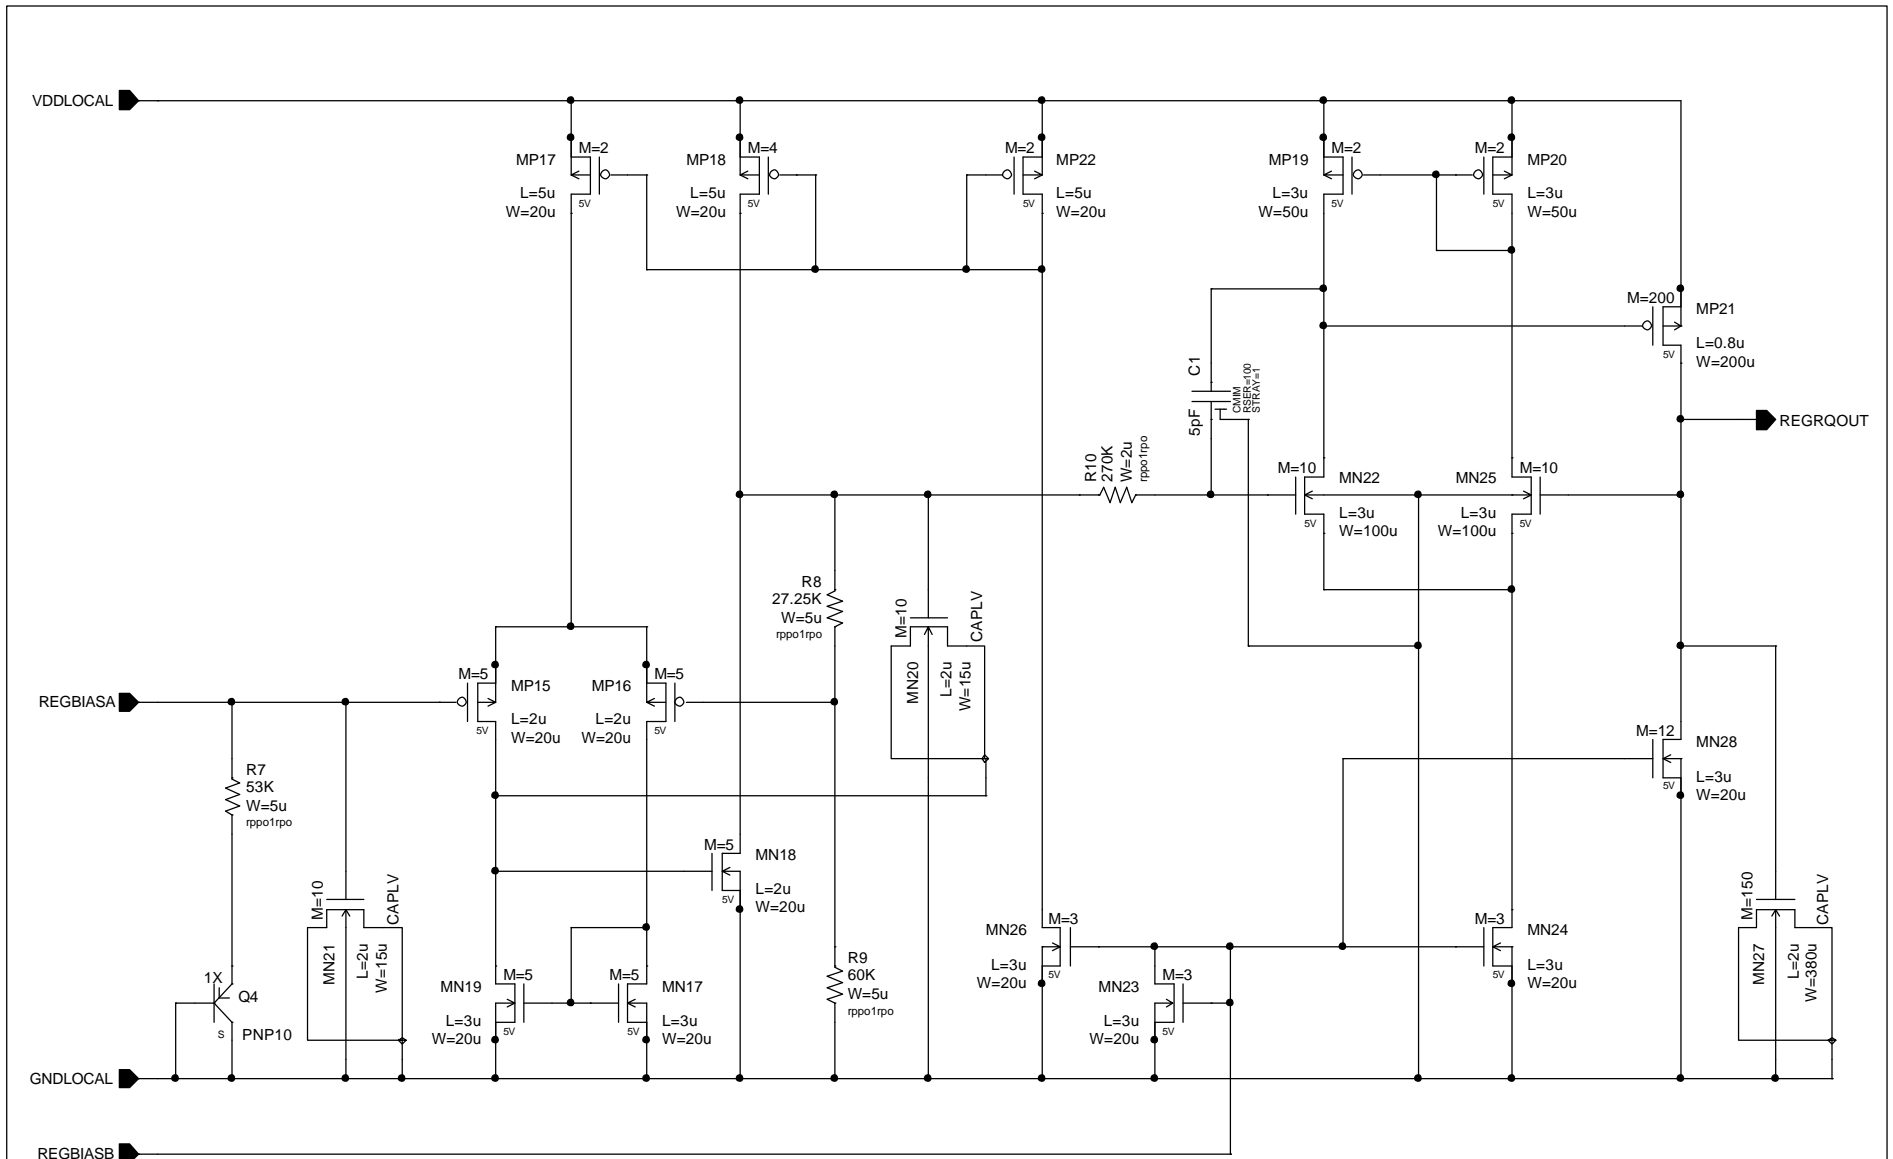 VDDLOCAL
M=2
MP17
L=5u
5V
W=20u
M=4
MP18
L=5u
5V
W=20u
M=2
MP22
L=5u
5V
W=20u
M=2
MP19
L=3u
5V
W=50u
M=2
MP20
L=3u
5V
W=50u
M=200
MP21
L=0.8u
5V
W=200u
REGRQOUT
C1
5pF
CMIM
RSER=100
STRAY=1
R10
270K
W=2u
rppo1rpo
M=10
MN22
L=3u
5V
W=100u
M=10
MN25
L=3u
5V
W=100u
R8
27.25K
W=5u
rppo1rpo
M=10
MN20
L=2u
W=15u
CAPLV
REGBIASA
M=5
MP15
L=2u
5V
W=20u
M=5
MP16
L=2u
5V
W=20u
M=12
MN28
L=3u
5V
W=20u
R7
53K
W=5u
rppo1rpo
M=5
MN18
L=2u
5V
W=20u
M=10
MN21
L=2u
W=15u
CAPLV
M=150
MN27
L=2u
W=380u
CAPLV
1X
Q4
S
PNP10
M=5
MN19
L=3u
5V
W=20u
M=5
MN17
L=3u
5V
W=20u
R9
60K
W=5u
rppo1rpo
M=3
MN26
L=3u
5V
W=20u
M=3
MN23
L=3u
5V
W=20u
M=3
MN24
L=3u
5V
W=20u
GNDLOCAL
REGBIASB